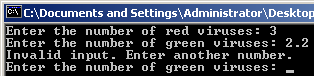 C:\Documents and Settings\Administrator\Desktop
Enter the number of red viruses: 3
Enter the number of green viruses: 2.2
Invalid input. Enter another number.
Enter the number of green viruses: _